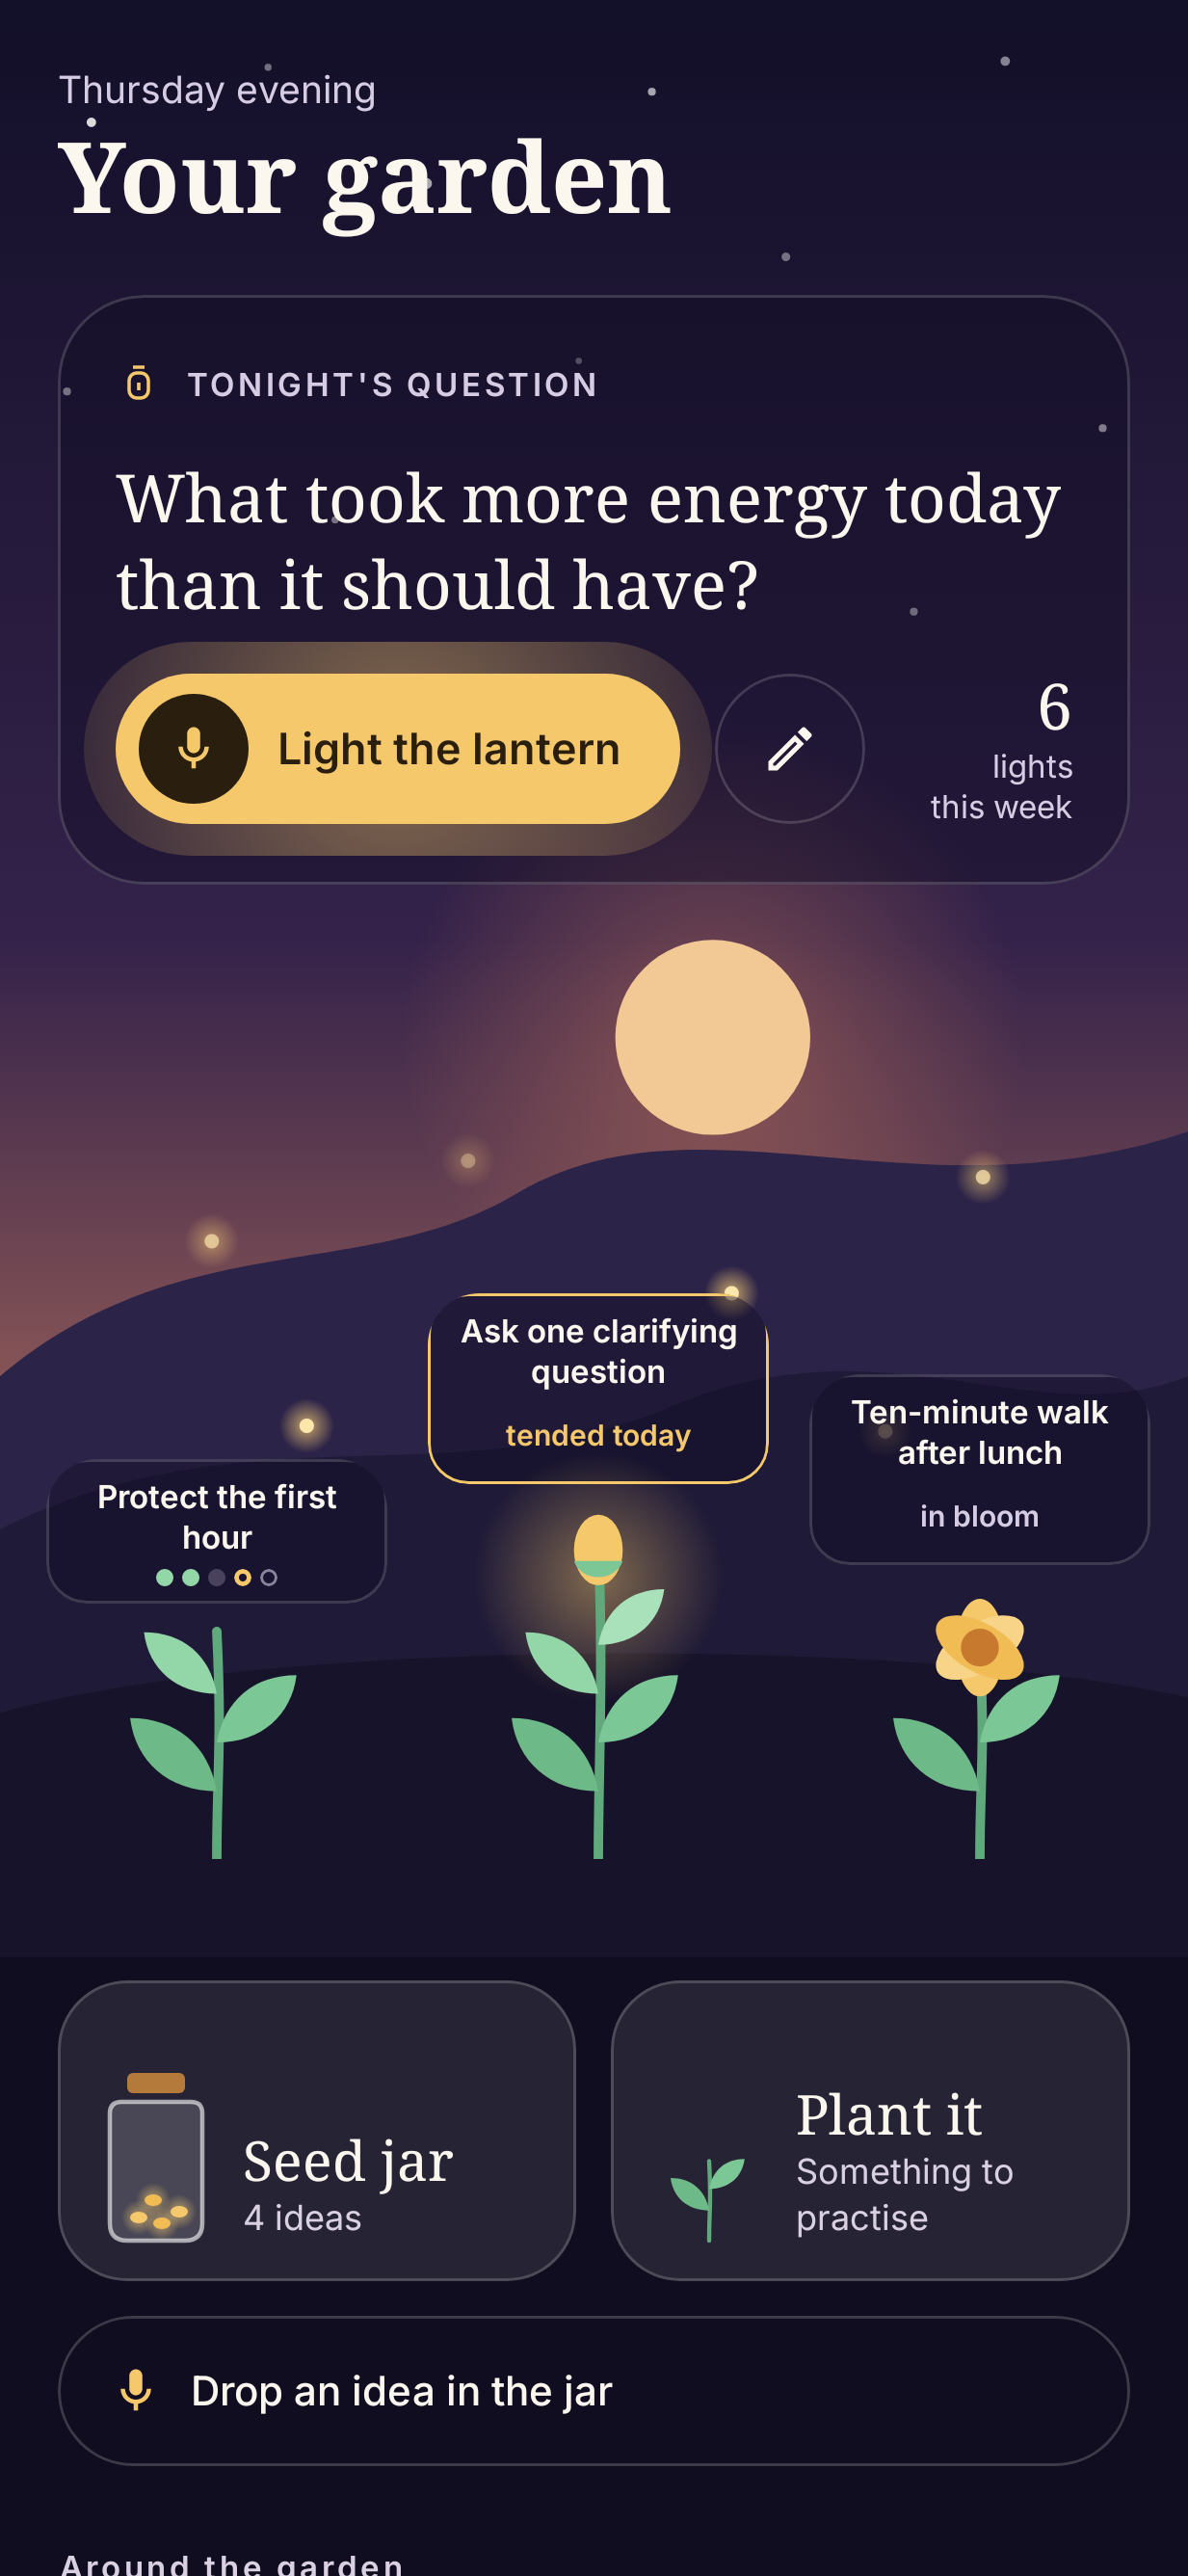 Thursday evening
Your garden
TONIGHT'S QUESTION
What took more energy today
than it should have?
Light the lantern
6
lights
this week
Ask one clarifying
question
tended today
Ten-minute walk
after lunch
in bloom
Protect the first
hour
Seed jar
4 ideas
Plant it
Something to
practise
Drop an idea in the jar
Around the garden